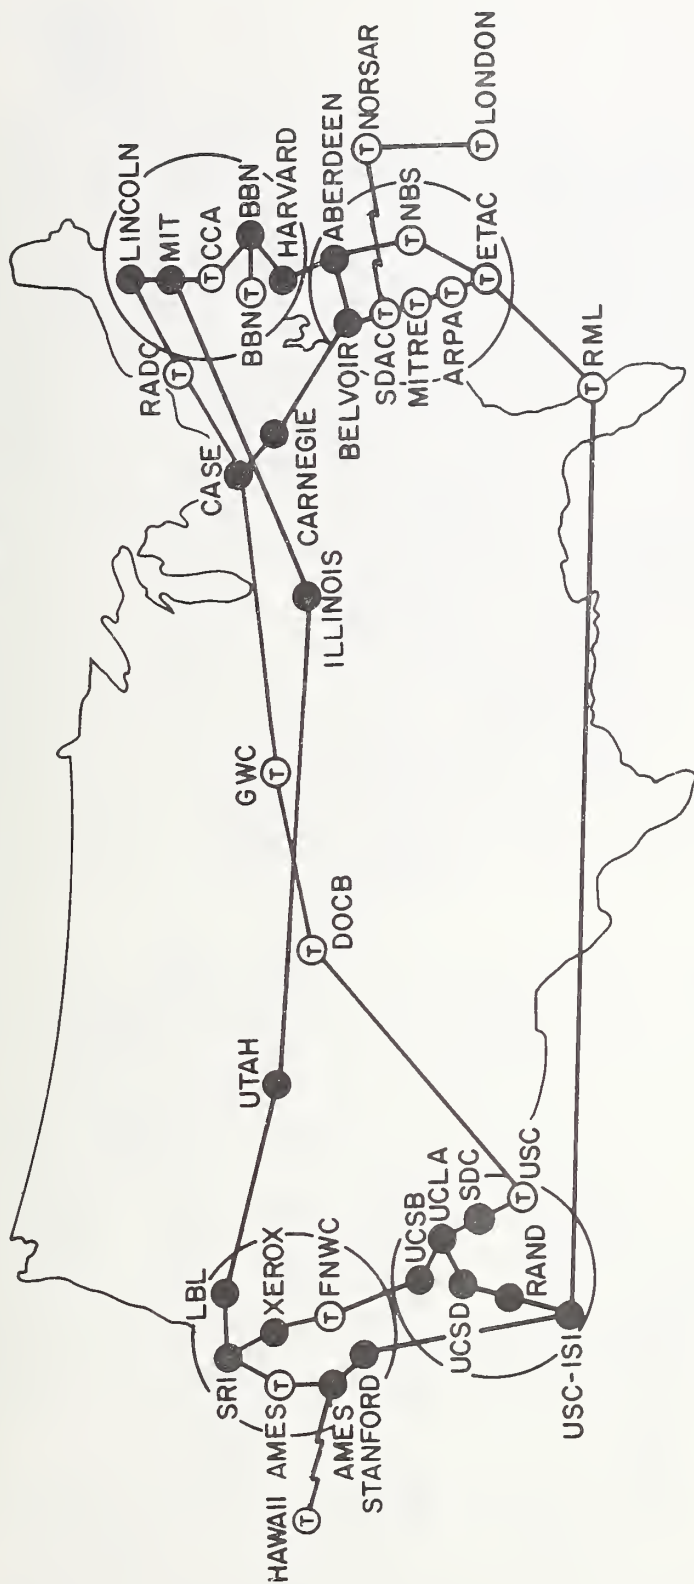 LINCOLN
MIT
T CCA
BBN
BBN T
HARVARD
RADC
T
CASE
CARNEGIE
ABERDEEN
BELVOIR
SDAC T
MITRE T
ARPA T
T ETAC
T NBS
T NORSAR
T LONDON
T RML
ILLINOIS
GWC
T
T
DOCB
UTAH
LBL
SRI
XEROX
T FNWC
HAWAII
T
AMES T
AMES
STANFORD
UCSB
UCLA
SDC
T USC
UCSD
RAND
USC-ISI